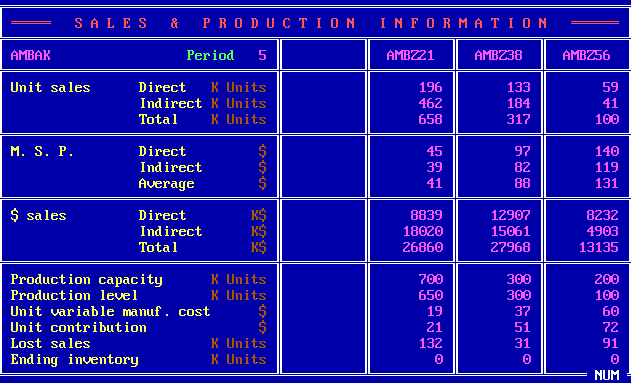 SALES & PRODUCTION INFORMATION
AMBAK Period 5 AMBZ21 AMBZ38 AMBZ56
Unit sales Direct K Units 196 133 59
Indirect K Units 462 184 41
Total K Units 658 317 100
M. S. P. Direct $ 45 97 140
Indirect $ 39 82 119
Average $ 41 88 131
$ sales Direct K$ 8839 12907 8232
Indirect K$ 18020 15061 4903
Total K$ 26860 27968 13135
Production capacity K Units 700 300 200
Production level K Units 650 300 100
Unit variable manuf. cost $ 19 37 60
Unit contribution $ 21 51 72
Lost sales K Units 132 31 91
Ending inventory K Units 0 0 0
NUM